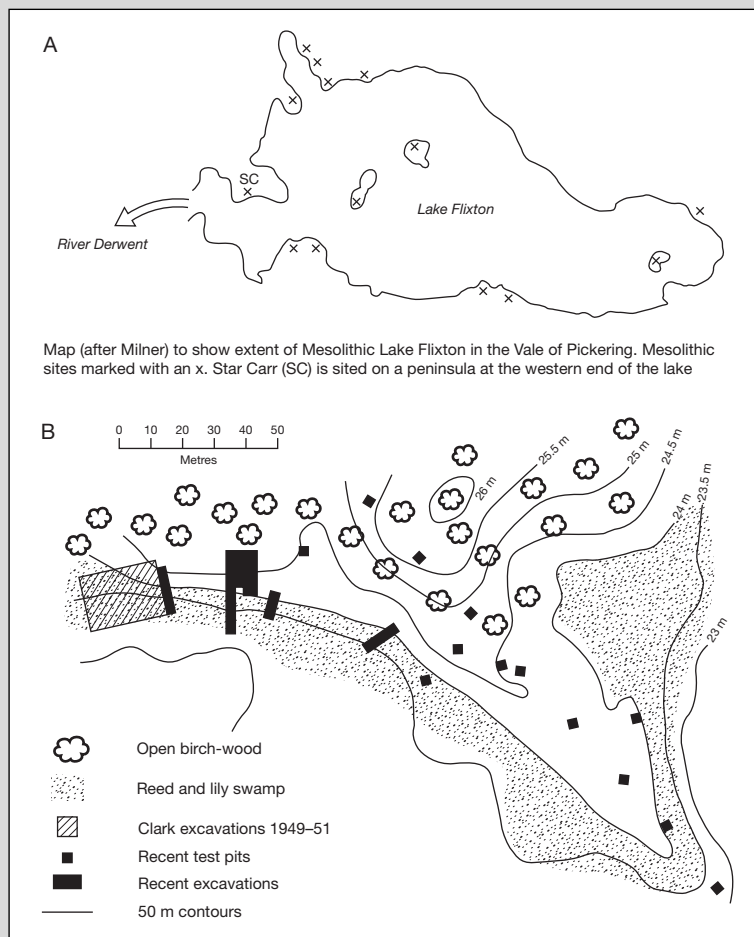 A
SC
Lake Flixton
River Derwent
Map (after Milner) to show extent of Mesolithic Lake Flixton in the Vale of Pickering. Mesolithic
sites marked with an x. Star Carr (SC) is sited on a peninsula at the western end of the lake
B
0 10 20 30 40 50
Metres
25.5 m
26 m
25 m
24.5 m
24 m
23.5 m
23 m
Open birch-wood
Reed and lily swamp
Clark excavations 1949–51
Recent test pits
Recent excavations
50 m contours